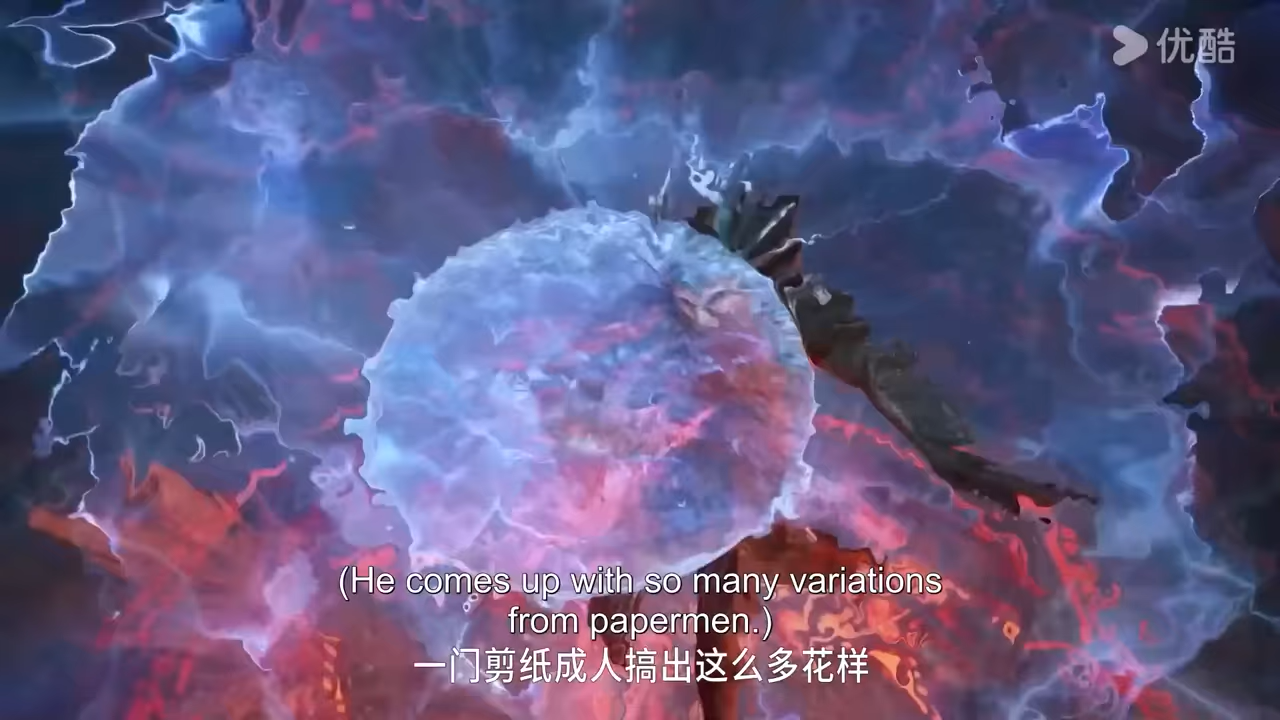 优酷
(He comes up with so many variations
from papermen.)
一门剪纸成人搞出这么多花样